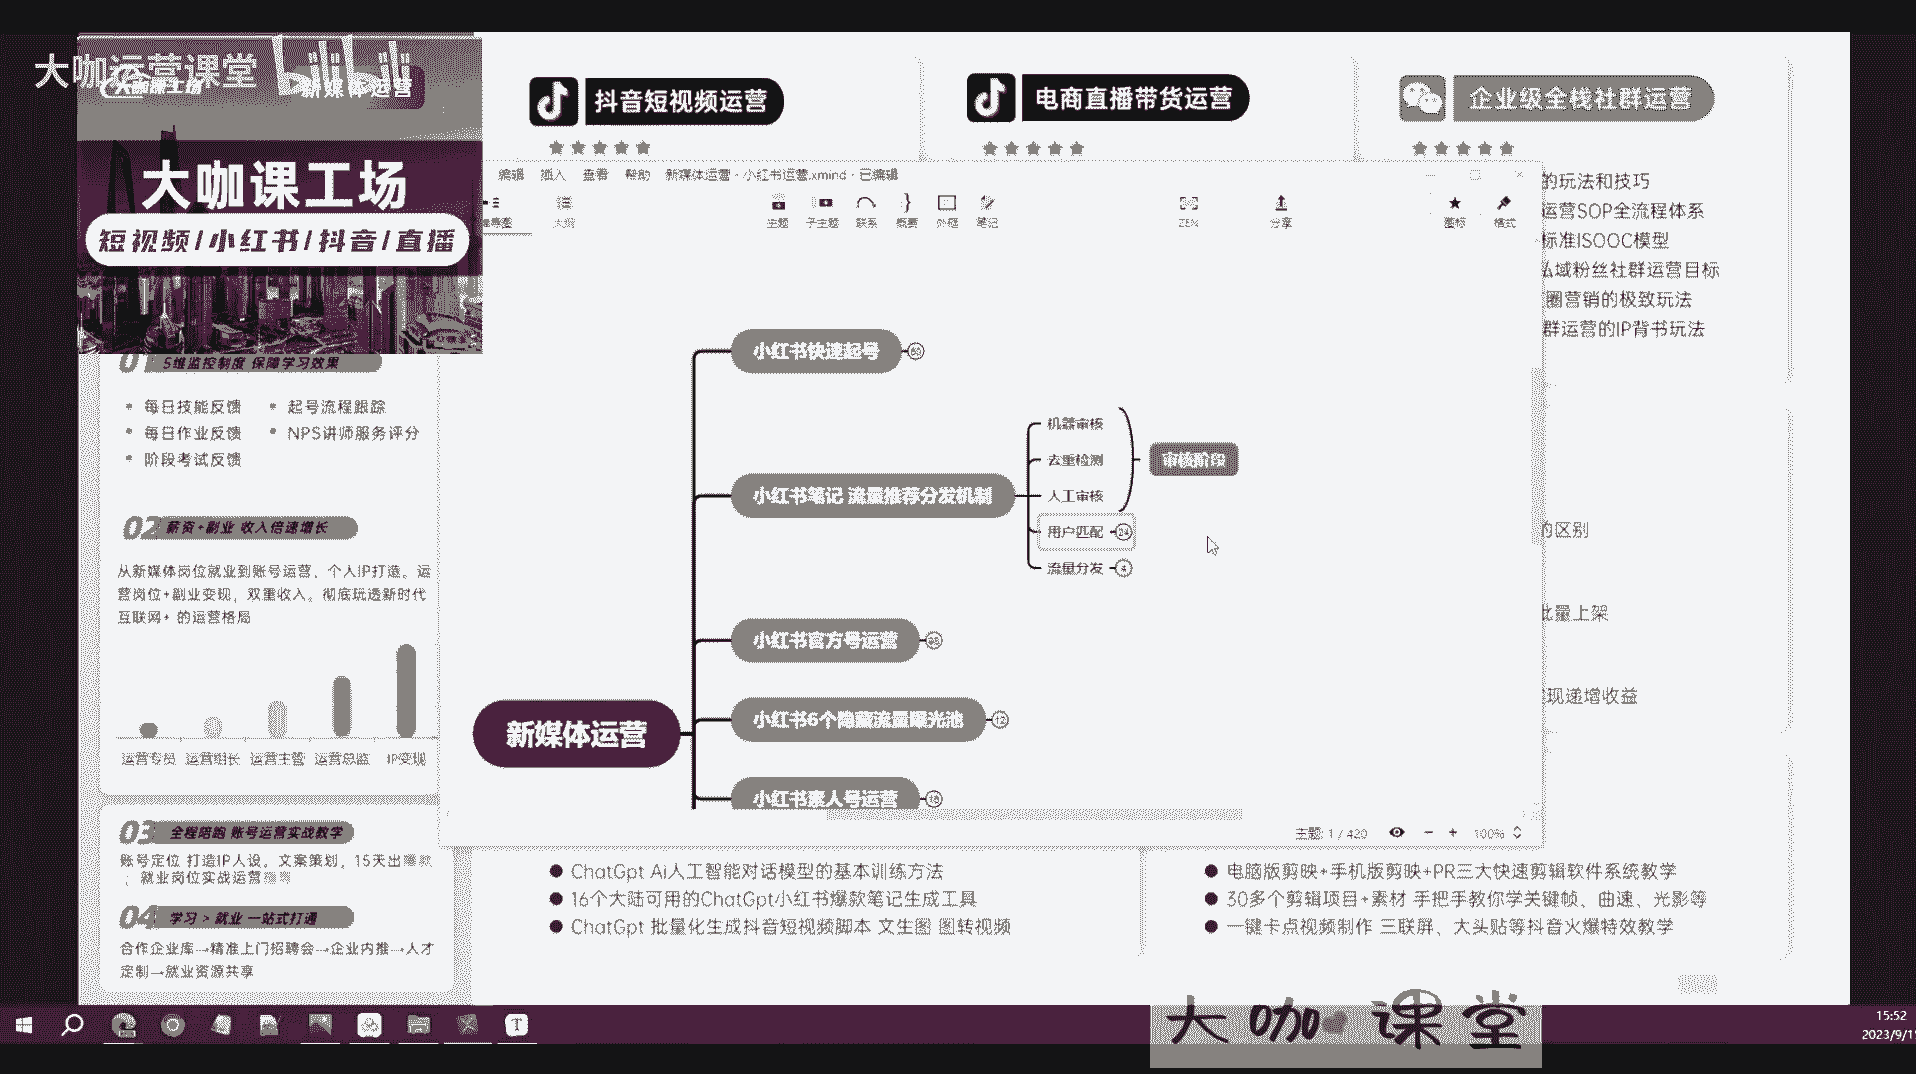 大咖运营课堂
bilibili
大咖课工场
新媒体运营
大咖课工场
短视频/小红书/抖音/直播
01 5维监控制度 保障学习效果
每日技能反馈
起号流程跟踪
每日作业反馈
NPS讲师服务评分
阶段考试反馈
02 薪资+副业 收入倍速增长
从新媒体岗位就业到账号运营、个人IP打造。运
营岗位+副业变现，双重收入。彻底玩透新时代
互联网+ 的运营格局
运营专员 运营组长 运营主管 运营总监 IP变现
03 全程陪跑 账号运营实战教学
账号定位 打造IP人设。文案策划，15天出爆款
；就业岗位实战运营
04 学习 > 就业 一站式打通
合作企业库→精准上门招聘会→企业内推→人才
定制→就业资源共享
抖音短视频运营
电商直播带货运营
企业级全栈社群运营
的玩法和技巧
运营SOP全流程体系
标准ISOOC模型
私域粉丝社群运营目标
圈营销的极致玩法
群运营的IP背书玩法
的区别
批量上架
现递增收益
编辑 插入 查看 帮助 新媒体运营 - 小红书运营.xmind - 已编辑
大纲 主题 子主题 联系 概要 外框 笔记 ZEN 分享 图标 格式
小红书快速起号
小红书笔记 流量推荐分发机制
机器审核
去重检测
人工审核
审核阶段
用户匹配 24
流量分发 4
小红书官方号运营
新媒体运营
小红书6个隐藏流量曝光池 12
小红书素人号运营
主题: 1 / 420 100%
ChatGpt Ai人工智能对话模型的基本训练方法
16个大陆可用的ChatGpt小红书爆款笔记生成工具
ChatGpt 批量化生成抖音短视频脚本 文生图 图转视频
电脑版剪映+手机版剪映+PR三大快速剪辑软件系统教学
30多个剪辑项目+素材 手把手教你学关键帧、曲速、光影等
一键卡点视频制作 三联屏、大头贴等抖音火爆特效教学
大咖课堂
15:52
2023/9/1